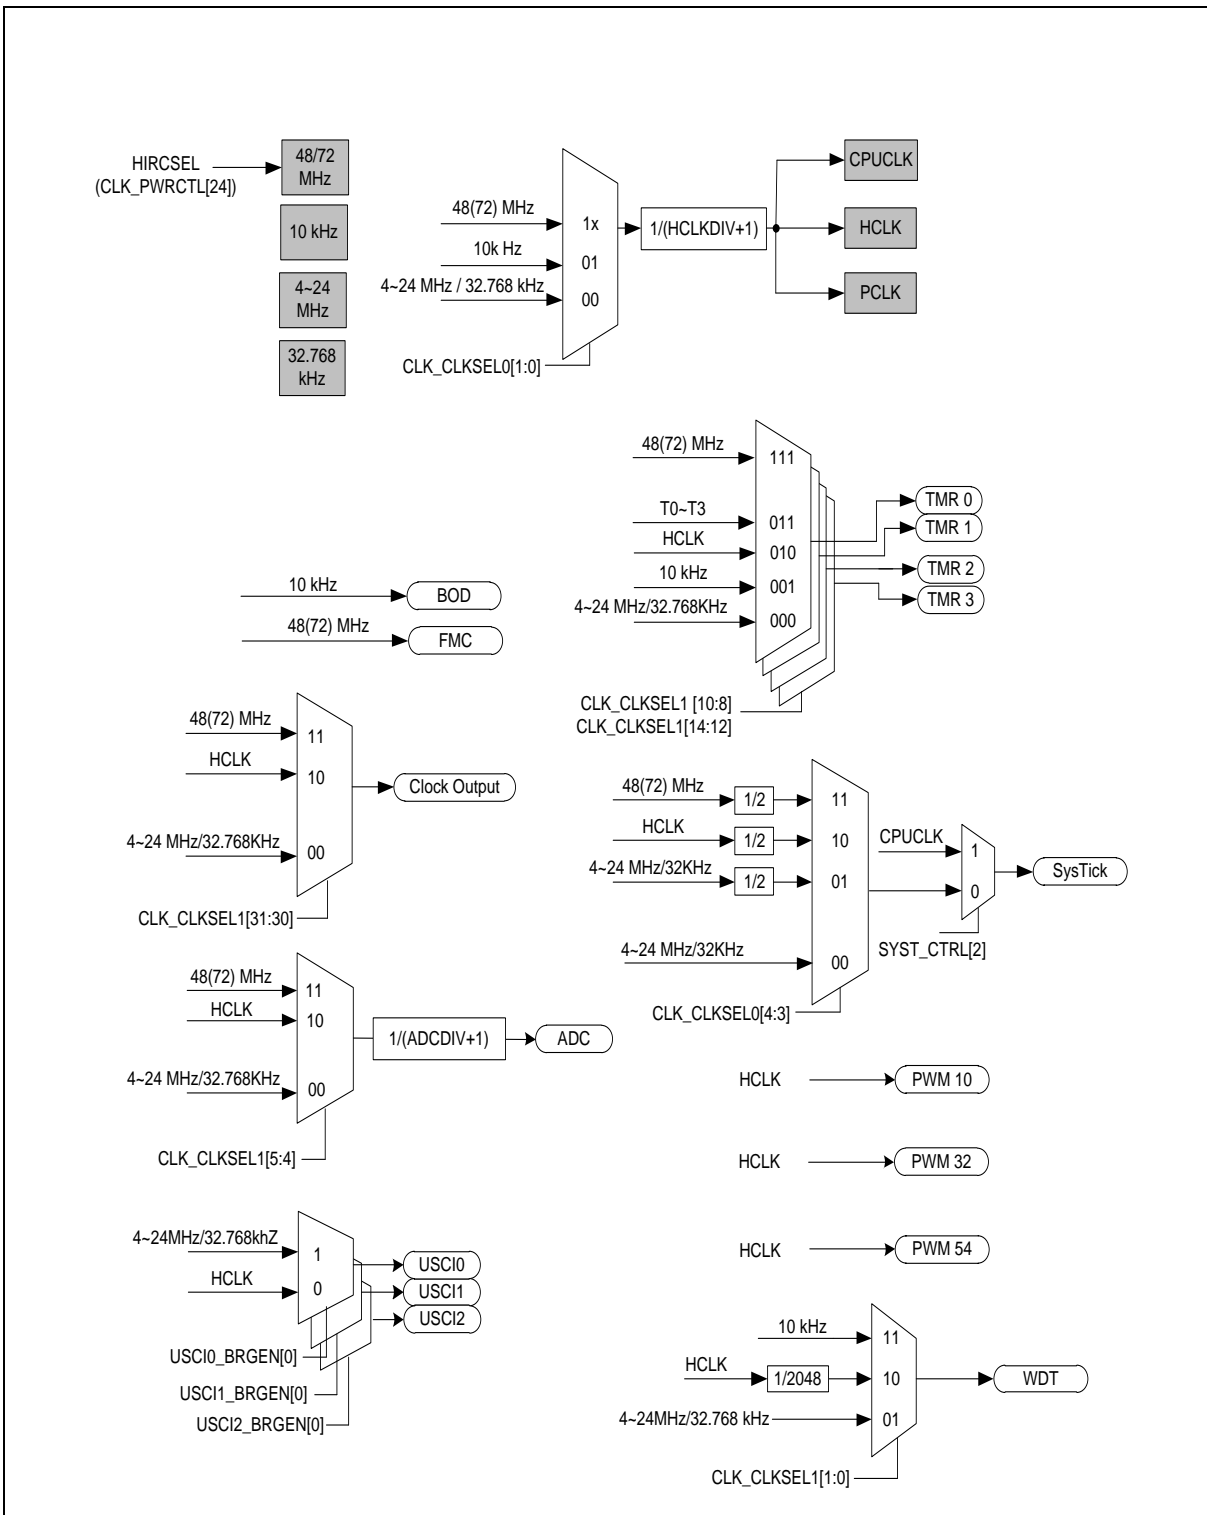 HIRCSEL
(CLK_PWRCTL[24])
48/72
MHz
10 kHz
4~24
MHz
32.768
kHz
48(72) MHz
10k Hz
4~24 MHz / 32.768 kHz
1x
01
00
CLK_CLKSEL0[1:0]
1/(HCLKDIV+1)
CPUCLK
HCLK
PCLK
48(72) MHz
T0~T3
HCLK
10 kHz
4~24 MHz/32.768KHz
111
011
010
001
000
TMR 0
TMR 1
TMR 2
TMR 3
CLK_CLKSEL1 [10:8]
CLK_CLKSEL1[14:12]
10 kHz
BOD
48(72) MHz
FMC
48(72) MHz
HCLK
4~24 MHz/32.768KHz
11
10
00
Clock Output
CLK_CLKSEL1[31:30]
48(72) MHz
1/2
HCLK
1/2
4~24 MHz/32KHz
1/2
4~24 MHz/32KHz
11
10
01
00
CLK_CLKSEL0[4:3]
CPUCLK
1
0
SYST_CTRL[2]
SysTick
48(72) MHz
HCLK
4~24 MHz/32.768KHz
11
10
00
1/(ADCDIV+1)
ADC
CLK_CLKSEL1[5:4]
HCLK
PWM 10
HCLK
PWM 32
HCLK
PWM 54
4~24MHz/32.768khZ
HCLK
1
0
USCI0
USCI1
USCI2
USCI0_BRGEN[0]
USCI1_BRGEN[0]
USCI2_BRGEN[0]
10 kHz
HCLK
1/2048
4~24MHz/32.768 kHz
11
10
01
WDT
CLK_CLKSEL1[1:0]